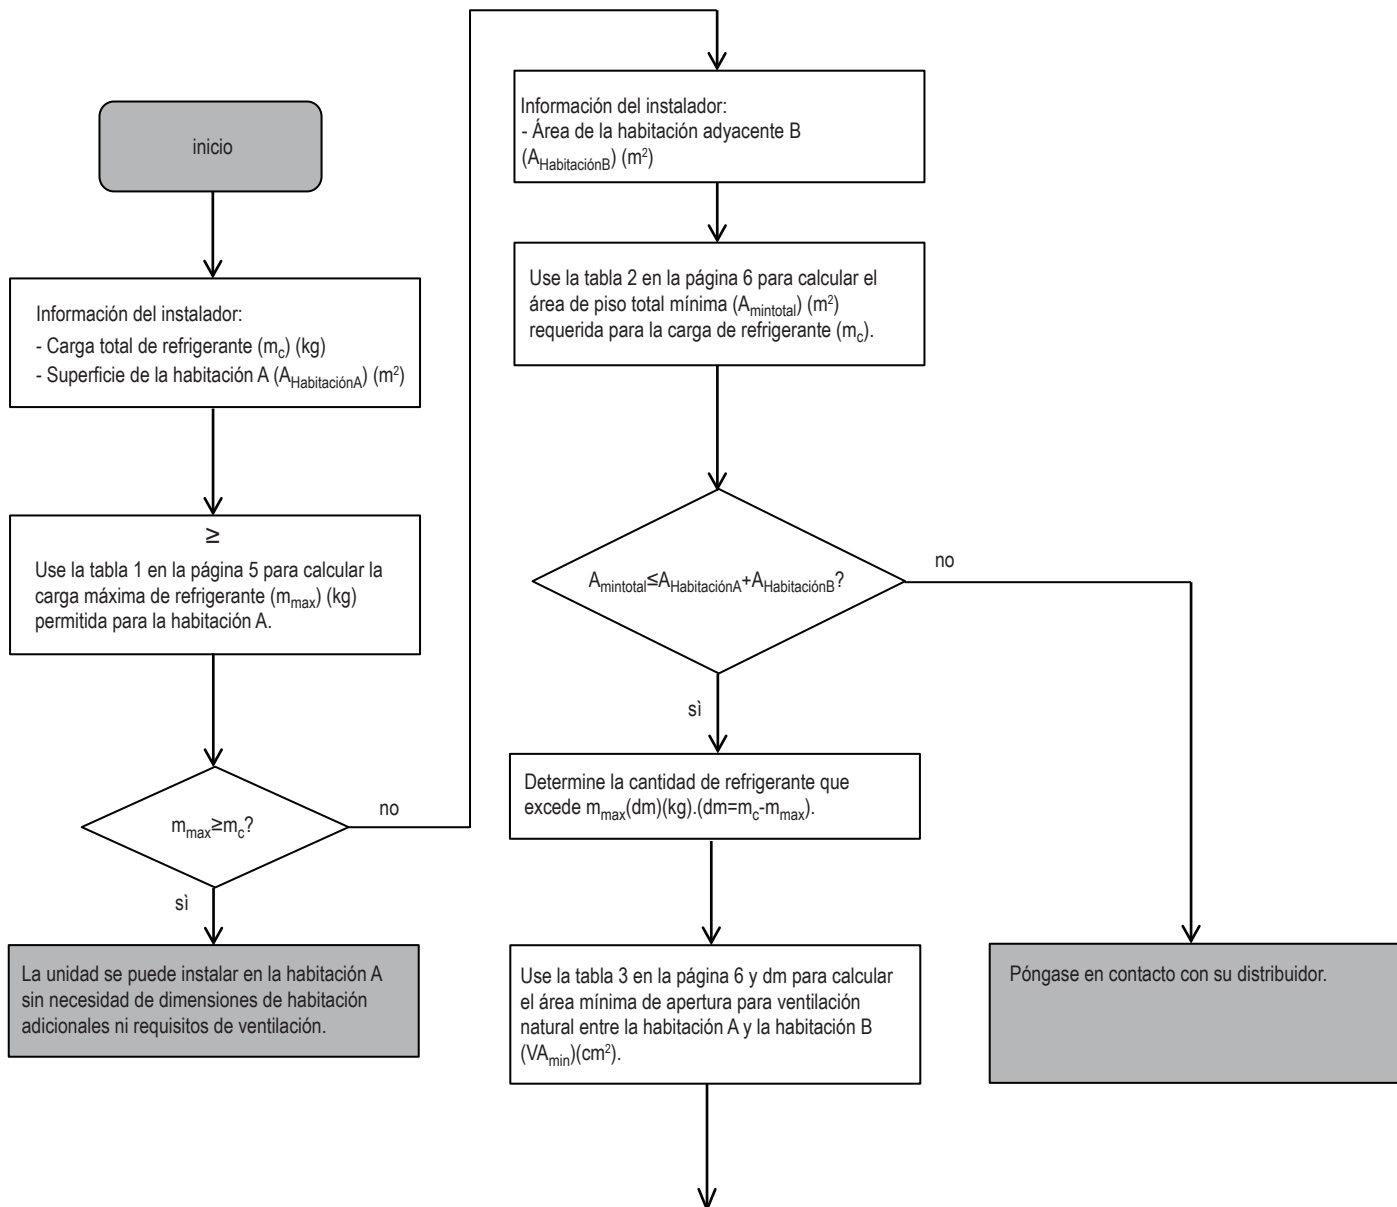 inicio
Información del instalador:
- Carga total de refrigerante (mc) (kg)
- Superficie de la habitación A (AHabitaciónA) (m²)
≥
Use la tabla 1 en la página 5 para calcular la
carga máxima de refrigerante (mmax) (kg)
permitida para la habitación A.
mmax≥mc?
no
sì
La unidad se puede instalar en la habitación A
sin necesidad de dimensiones de habitación
adicionales ni requisitos de ventilación.
Información del instalador:
- Área de la habitación adyacente B
(AHabitaciónB) (m²)
Use la tabla 2 en la página 6 para calcular el
área de piso total mínima (Amintotal) (m²)
requerida para la carga de refrigerante (mc).
Amintotal≤AHabitaciónA+AHabitaciónB?
no
sì
Determine la cantidad de refrigerante que
excede mmax(dm)(kg).(dm=mc-mmax).
Use la tabla 3 en la página 6 y dm para calcular
el área mínima de apertura para ventilación
natural entre la habitación A y la habitación B
(VAmin)(cm²).
Póngase en contacto con su distribuidor.